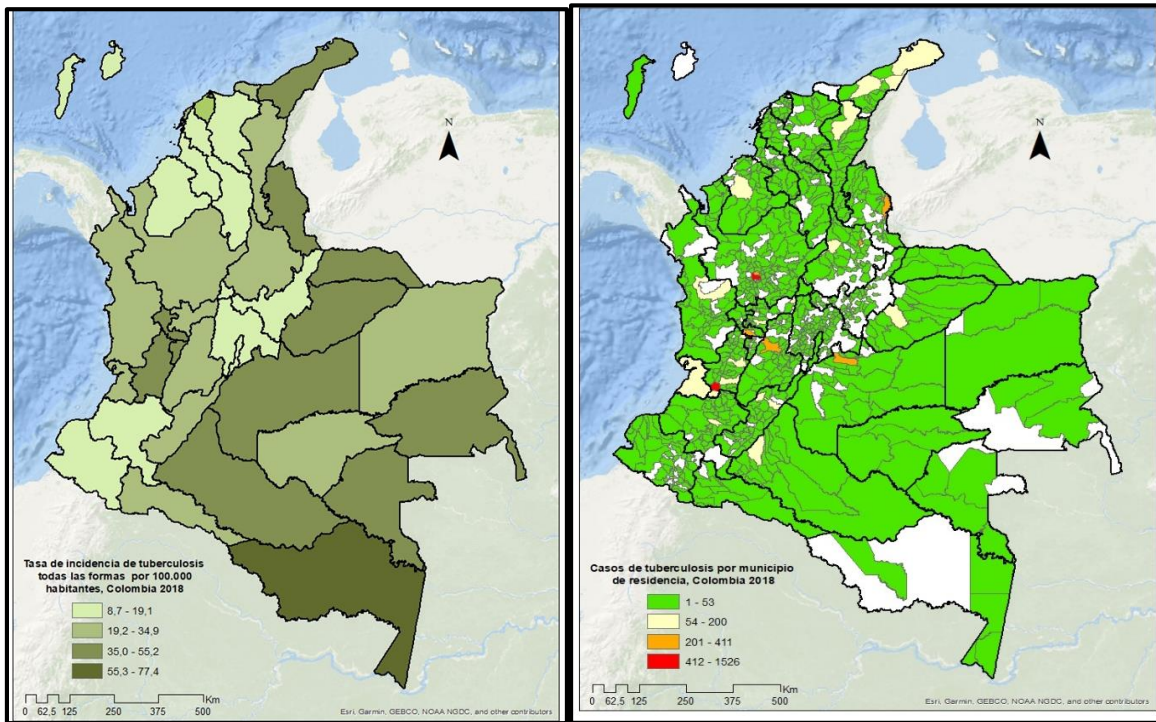 N
Tasa de incidencia de tuberculosis
todas las formas por 100.000
habitantes, Colombia 2018
8,7 - 19,1
19,2 - 34,9
35,0 - 55,2
55,3 - 77,4
Km
0 62,5 125 250 375 500
Esri, Garmin, GEBCO, NOAA NGDC, and other contributors
N
Casos de tuberculosis por municipio
de residencia, Colombia 2018
1 - 53
54 - 200
201 - 411
412 - 1526
Km
0 62,5 125 250 375 500
Esri, Garmin, GEBCO, NOAA NGDC, and other contributors